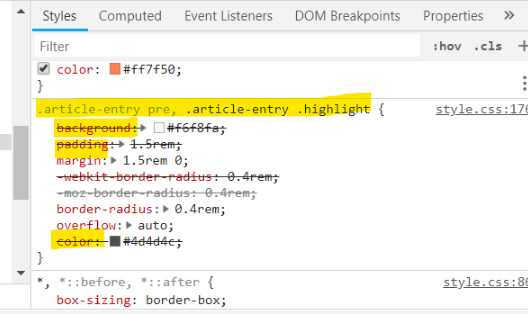 Styles Computed Event Listeners DOM Breakpoints Properties »
Filter :hov .cls +
color: #ff7f50;
}
.article-entry pre, .article-entry .highlight { style.css:176
background: #f6f8fa;
padding: 1.5rem;
margin: 1.5rem 0;
-webkit-border-radius: 0.4rem;
-moz-border-radius: 0.4rem;
border-radius: 0.4rem;
overflow: auto;
color: #4d4d4c;
}
*, *::before, *::after { style.css:86
box-sizing: border-box;